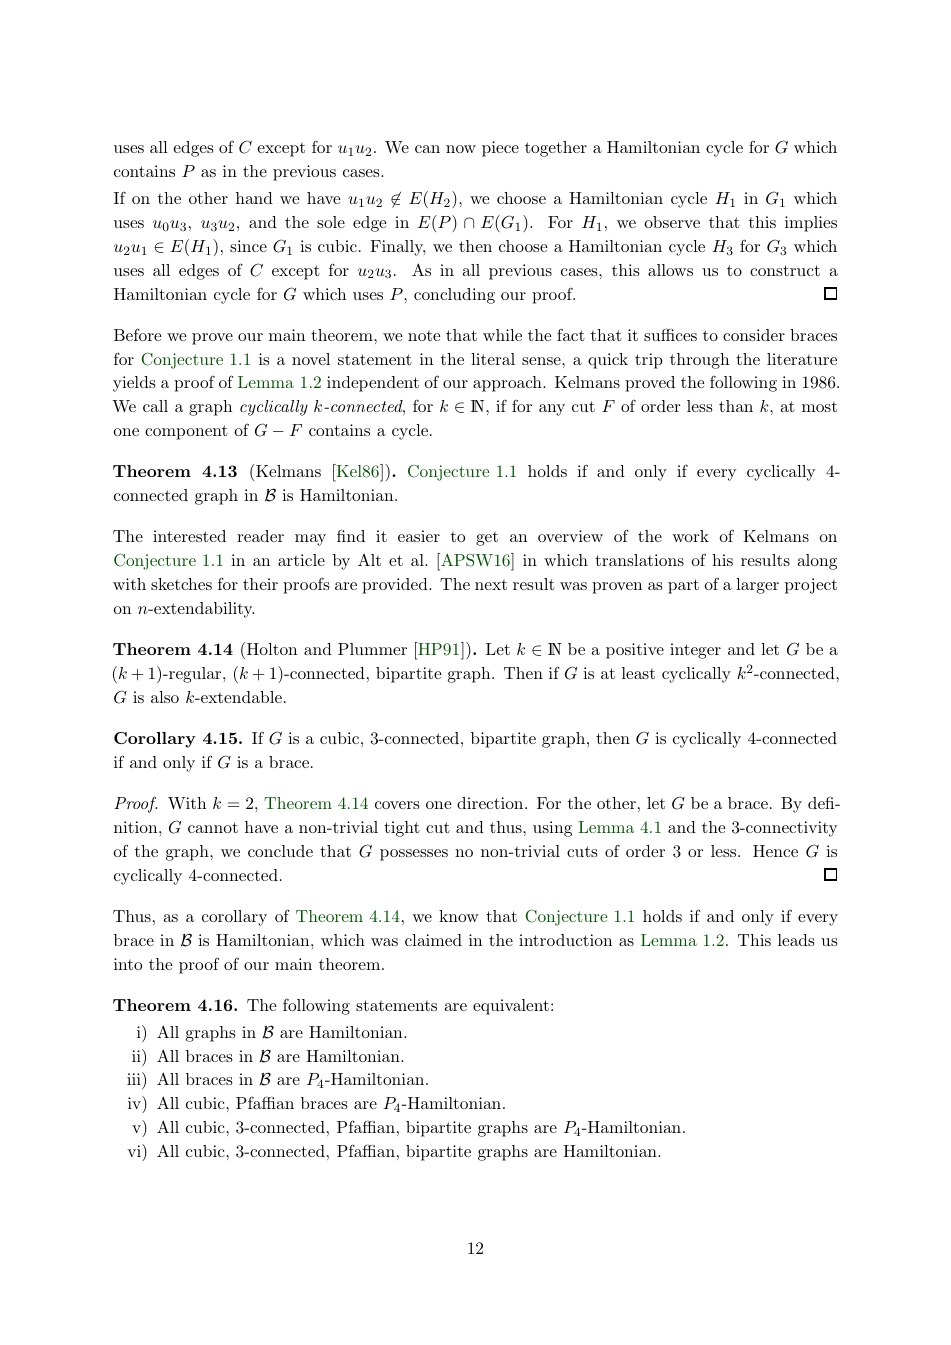 uses all edges of C except for u₁u₂. We can now piece together a Hamiltonian cycle for G which
contains P as in the previous cases.
If on the other hand we have u₁u₂ ∉ E(H₂), we choose a Hamiltonian cycle H₁ in G₁ which
uses u₀u₃, u₃u₂, and the sole edge in E(P) ∩ E(G₁). For H₁, we observe that this implies
u₂u₁ ∈ E(H₁), since G₁ is cubic. Finally, we then choose a Hamiltonian cycle H₃ for G₃ which
uses all edges of C except for u₂u₃. As in all previous cases, this allows us to construct a
Hamiltonian cycle for G which uses P, concluding our proof. □
Before we prove our main theorem, we note that while the fact that it suffices to consider braces
for Conjecture 1.1 is a novel statement in the literal sense, a quick trip through the literature
yields a proof of Lemma 1.2 independent of our approach. Kelmans proved the following in 1986.
We call a graph cyclically k-connected, for k ∈ ℕ, if for any cut F of order less than k, at most
one component of G − F contains a cycle.
Theorem 4.13 (Kelmans [Kel86]). Conjecture 1.1 holds if and only if every cyclically 4-
connected graph in ℬ is Hamiltonian.
The interested reader may find it easier to get an overview of the work of Kelmans on
Conjecture 1.1 in an article by Alt et al. [APSW16] in which translations of his results along
with sketches for their proofs are provided. The next result was proven as part of a larger project
on n-extendability.
Theorem 4.14 (Holton and Plummer [HP91]). Let k ∈ ℕ be a positive integer and let G be a
(k + 1)-regular, (k + 1)-connected, bipartite graph. Then if G is at least cyclically k²-connected,
G is also k-extendable.
Corollary 4.15. If G is a cubic, 3-connected, bipartite graph, then G is cyclically 4-connected
if and only if G is a brace.
Proof. With k = 2, Theorem 4.14 covers one direction. For the other, let G be a brace. By defi-
nition, G cannot have a non-trivial tight cut and thus, using Lemma 4.1 and the 3-connectivity
of the graph, we conclude that G possesses no non-trivial cuts of order 3 or less. Hence G is
cyclically 4-connected. □
Thus, as a corollary of Theorem 4.14, we know that Conjecture 1.1 holds if and only if every
brace in ℬ is Hamiltonian, which was claimed in the introduction as Lemma 1.2. This leads us
into the proof of our main theorem.
Theorem 4.16. The following statements are equivalent:
i) All graphs in ℬ are Hamiltonian.
ii) All braces in ℬ are Hamiltonian.
iii) All braces in ℬ are P₄-Hamiltonian.
iv) All cubic, Pfaffian braces are P₄-Hamiltonian.
v) All cubic, 3-connected, Pfaffian, bipartite graphs are P₄-Hamiltonian.
vi) All cubic, 3-connected, Pfaffian, bipartite graphs are Hamiltonian.
12